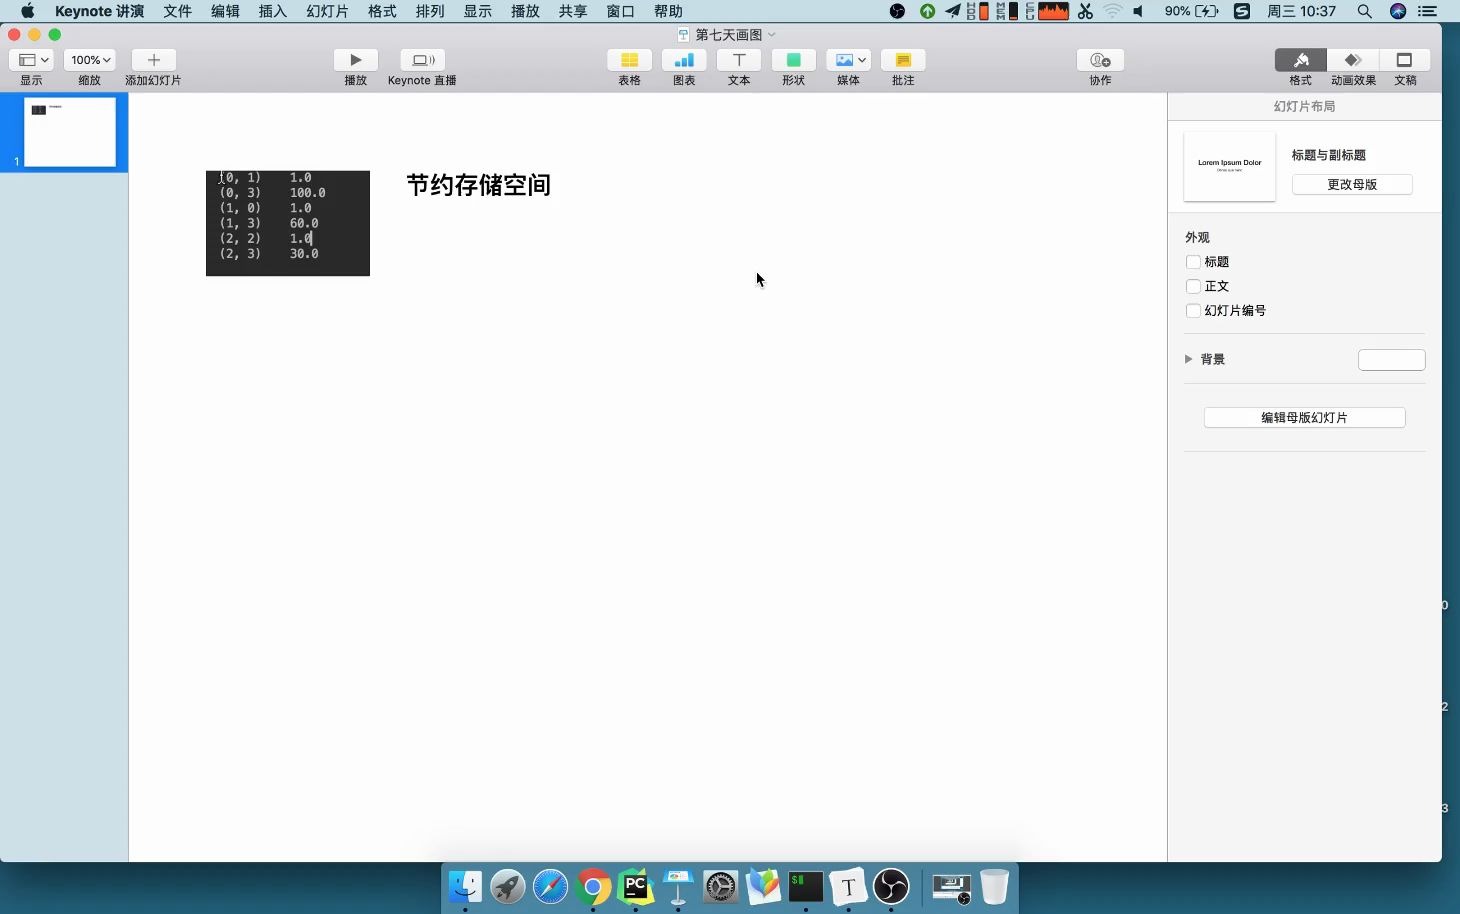 Keynote 讲演 文件 编辑 插入 幻灯片 格式 排列 显示 播放 共享 窗口 帮助 90% 周三 10:37
第七天画图
100%
显示 缩放 添加幻灯片 播放 Keynote 直播 表格 图表 文本 形状 媒体 批注 协作 格式 动画效果 文稿
1
(0, 1) 1.0
(0, 3) 100.0
(1, 0) 1.0
(1, 3) 60.0
(2, 2) 1.0
(2, 3) 30.0
节约存储空间
幻灯片布局
Lorem Ipsum Dolor
标题与副标题
更改母版
外观
标题
正文
幻灯片编号
背景
编辑母版幻灯片
0
2
3
PC
$
T